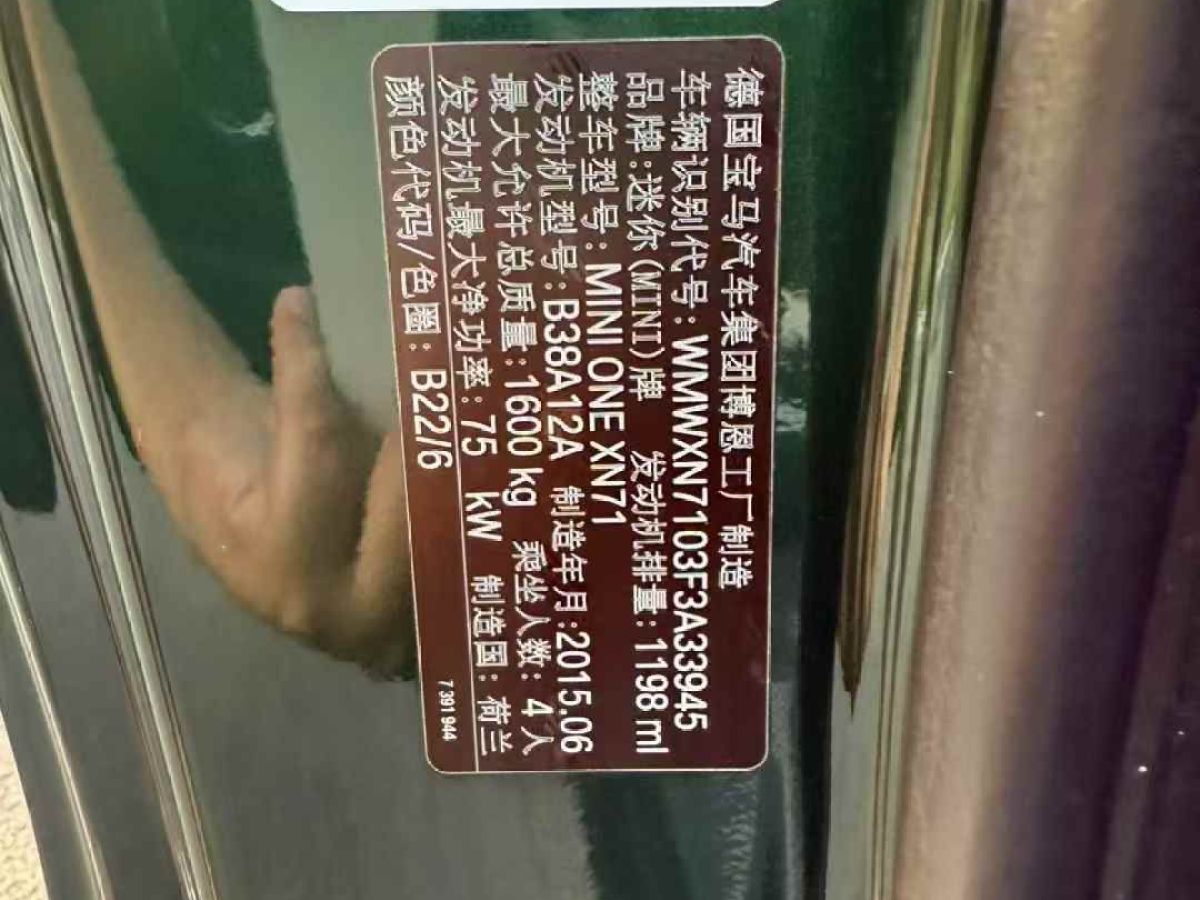 德国宝马汽车集团博恩工厂制造
车辆识别代号: WMWXN7103F3A33945
品牌:迷你(MINI)牌 发动机排量: 1198 ml
整车型号: MINI ONE XN71
发动机型号: B38A12A 制造年月:2015.06
最大允许总质量: 1600 kg 乘坐人数: 4人
发动机最大净功率: 75 kW 制造国: 荷兰
颜色代码/色圈: B22/6
7 391 944